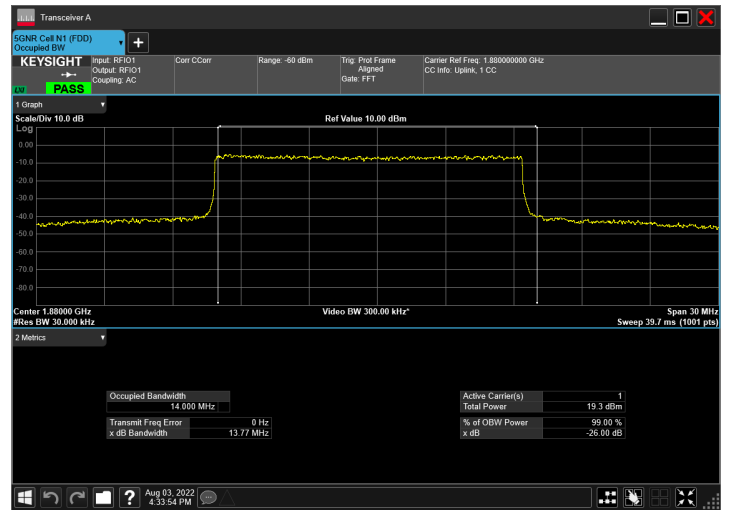 Transceiver A
5GNR Cell N1 (FDD)
Occupied BW
KEYSIGHT
PASS
Input: RFIO1
Output: RFIO1
Coupling: AC
Corr CCorr
Range: -60 dBm
Trig: Prot Frame
Aligned
Gate: FFT
Carrier Ref Freq: 1.880000000 GHz
CC Info: Uplink, 1 CC
1 Graph
Scale/Div 10.0 dB
Ref Value 10.00 dBm
Log
0.00
-10.0
-20.0
-30.0
-40.0
-50.0
-60.0
-70.0
-80.0
Center 1.88000 GHz
Video BW 300.00 kHz*
Span 30 MHz
#Res BW 30.000 kHz
Sweep 39.7 ms (1001 pts)
2 Metrics
Occupied Bandwidth
14.000 MHz
Transmit Freq Error 0 Hz
x dB Bandwidth 13.77 MHz
Active Carrier(s) 1
Total Power 19.3 dBm
% of OBW Power 99.00 %
x dB -26.00 dB
Aug 03, 2022
4:33:54 PM